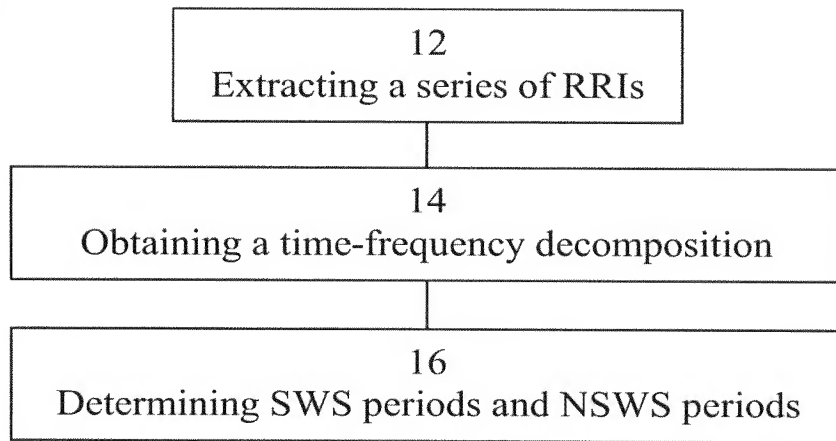 12
Extracting a series of RRIs
14
Obtaining a time-frequency decomposition
16
Determining SWS periods and NSWS periods